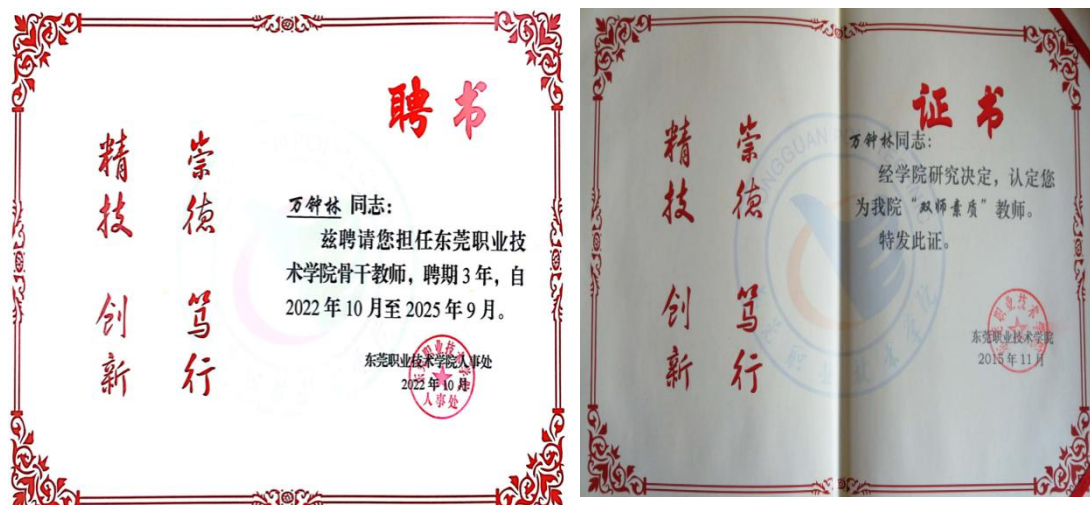 聘书
崇德 笃行
精技 创新
万钟林 同志：
兹聘请您担任东莞职业技
术学院骨干教师，聘期3年，自
2022年10月至2025年9月。
东莞职业技术学院人事处
2022年10月
人事处
证书
崇德 笃行
精技 创新
万钟林同志：
经学院研究决定，认定您
为我院“双师素质”教师。
特发此证。
东莞职业技术学院
2015年11月